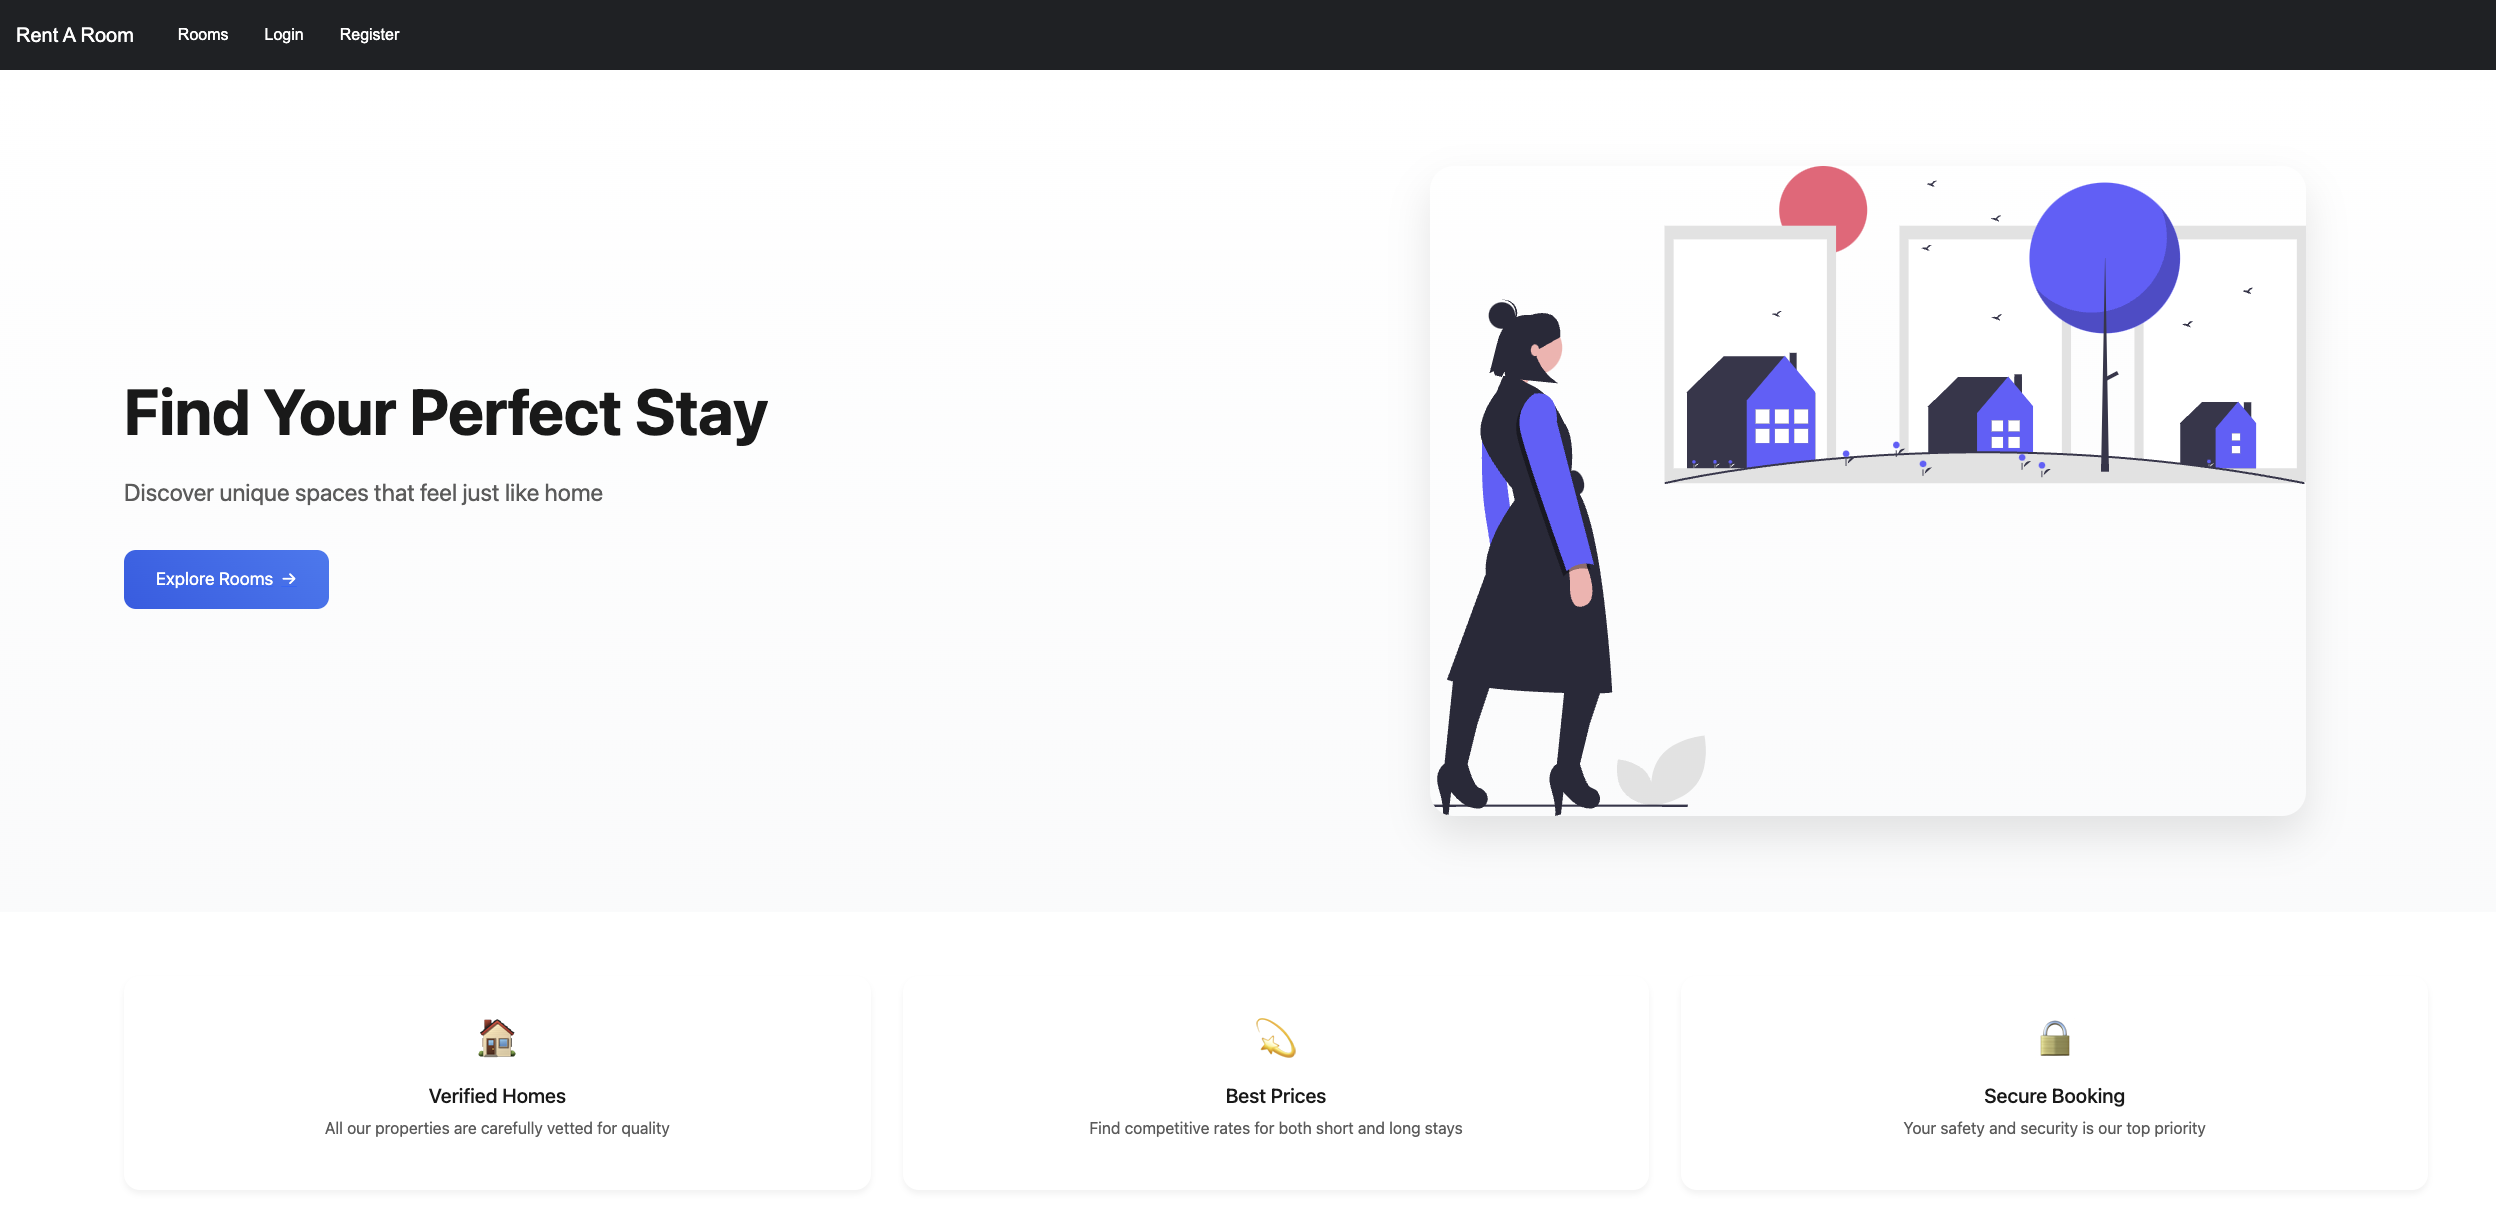 Rent A Room
Rooms
Login
Register
Find Your Perfect Stay
Discover unique spaces that feel just like home
Explore Rooms →
Verified Homes
All our properties are carefully vetted for quality
Best Prices
Find competitive rates for both short and long stays
Secure Booking
Your safety and security is our top priority